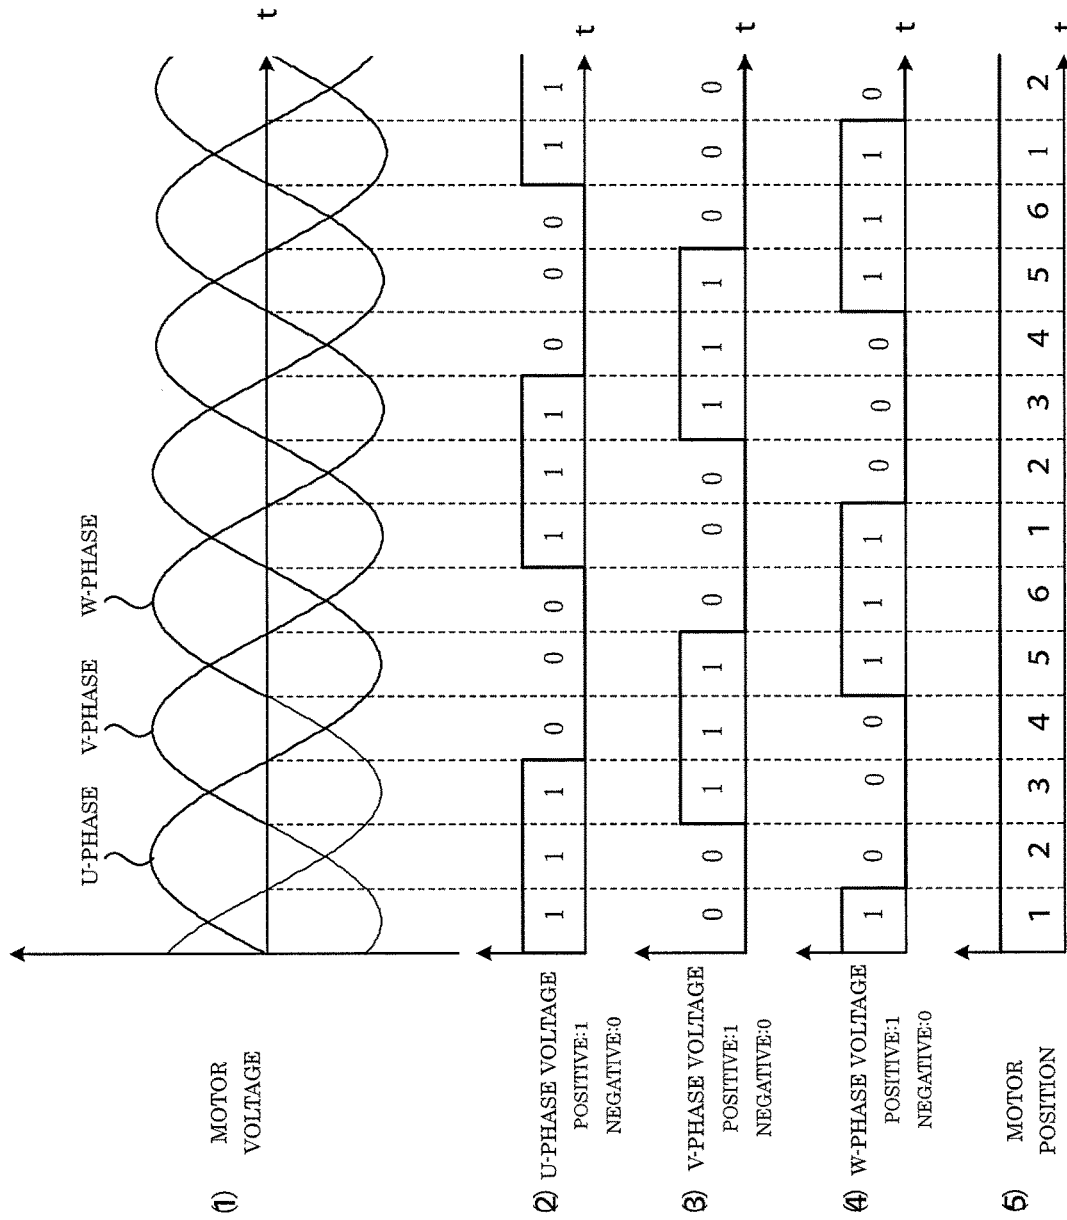 (1)
MOTOR
VOLTAGE
U-PHASE
V-PHASE
W-PHASE
t
(2)
U-PHASE VOLTAGE
POSITIVE:1
NEGATIVE:0
1 1 1 0 0 0 1 1 1 0 0 0 1 1
t
(3)
V-PHASE VOLTAGE
POSITIVE:1
NEGATIVE:0
0 0 1 1 1 0 0 0 1 1 1 0 0 0
t
(4)
W-PHASE VOLTAGE
POSITIVE:1
NEGATIVE:0
1 0 0 0 1 1 1 0 0 0 1 1 1 0
t
(5)
MOTOR
POSITION
1 2 3 4 5 6 1 2 3 4 5 6 1 2
t